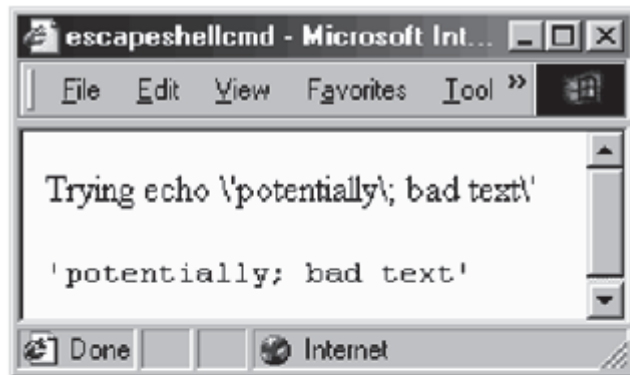 escapeshellcmd - Microsoft Int...
File Edit View Favorites Tool »
Trying echo \'potentially\; bad text\'
'potentially; bad text'
Done Internet